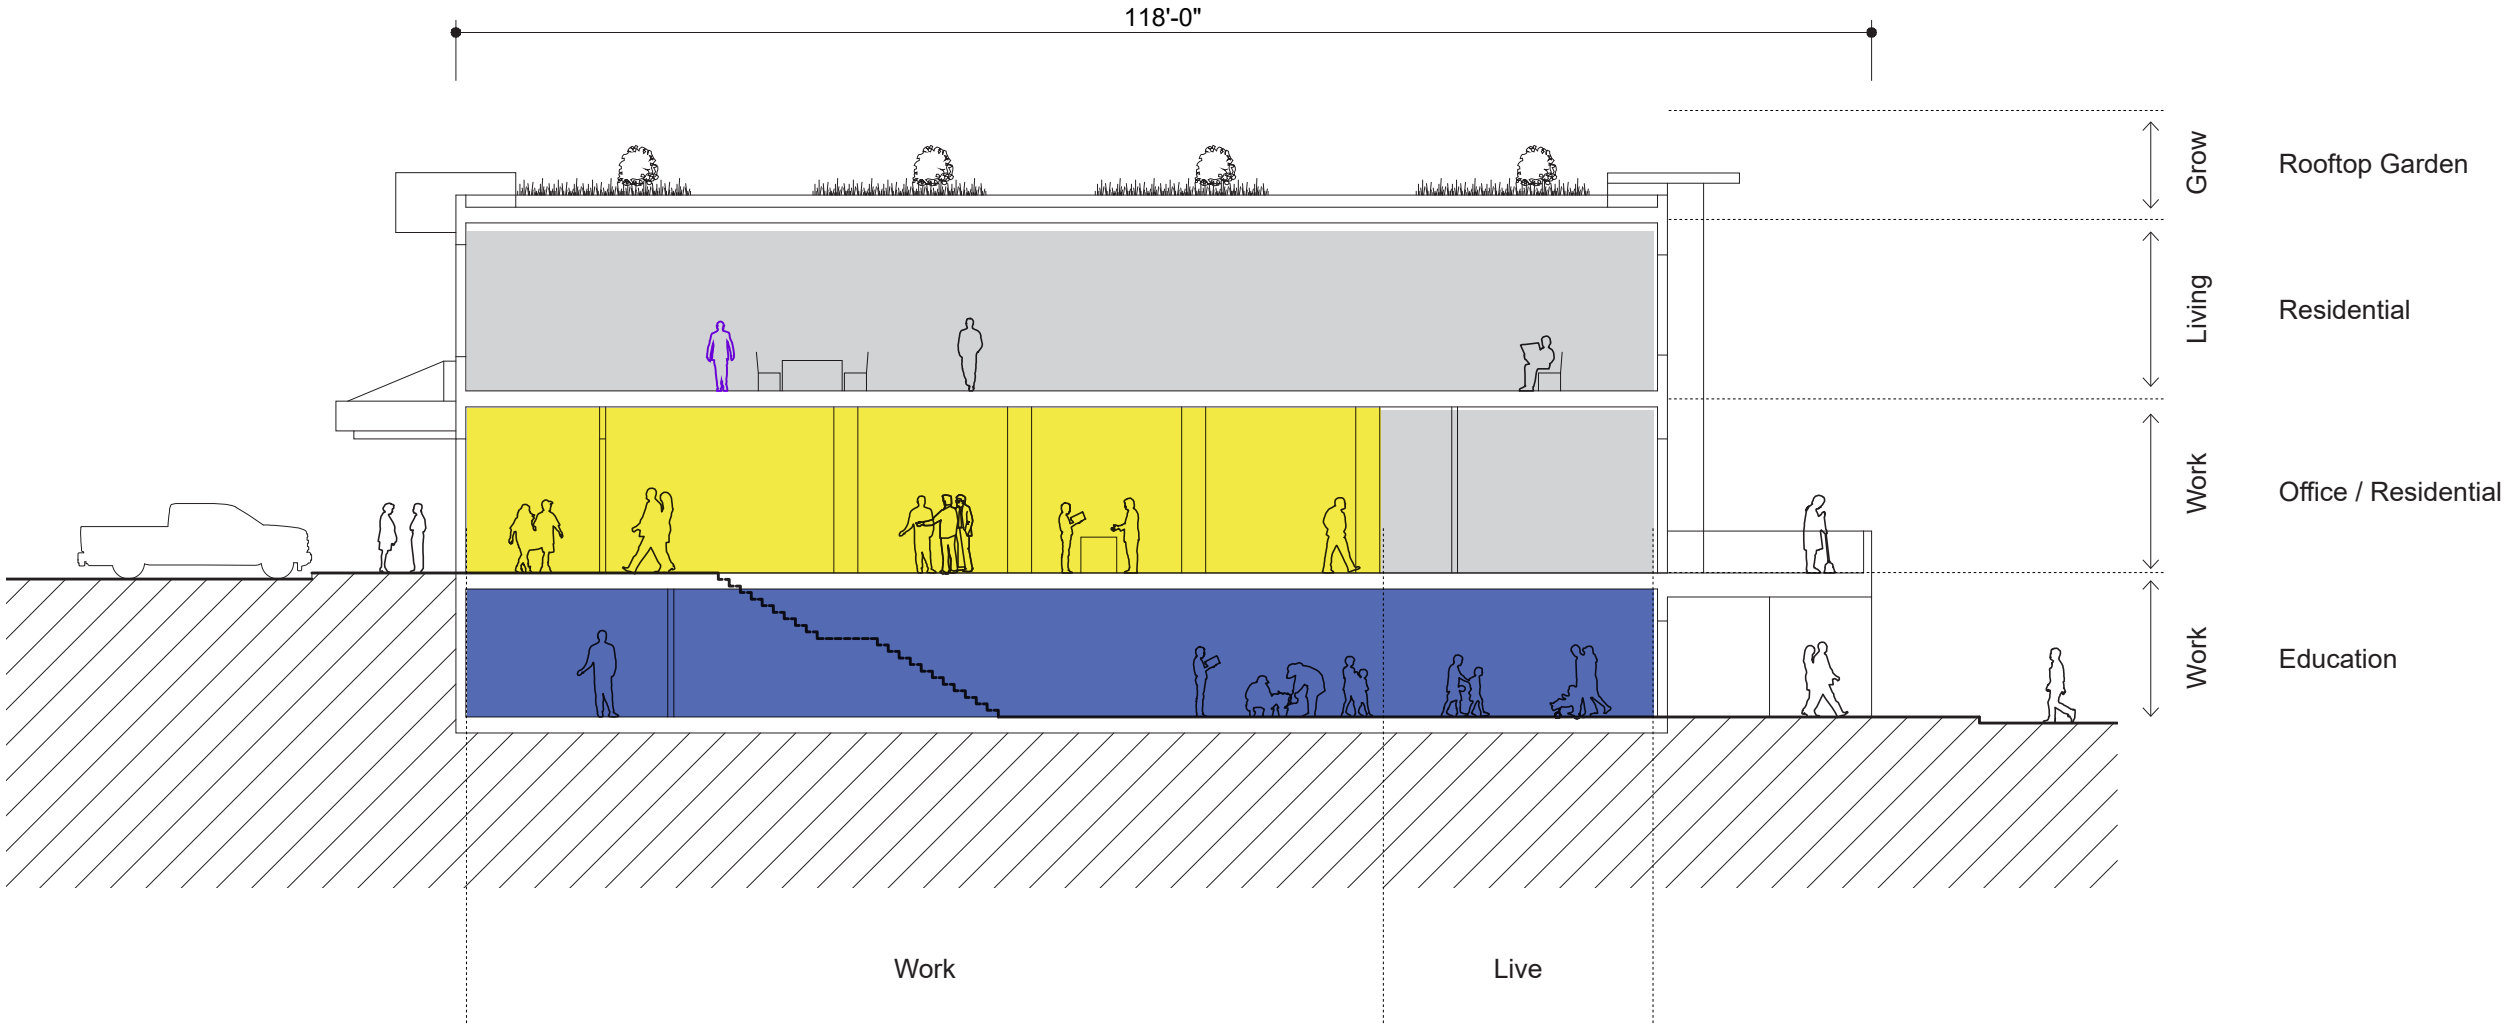 118'-0"
Grow
Rooftop Garden
Living
Residential
Work
Office / Residential
Work
Education
Work
Live